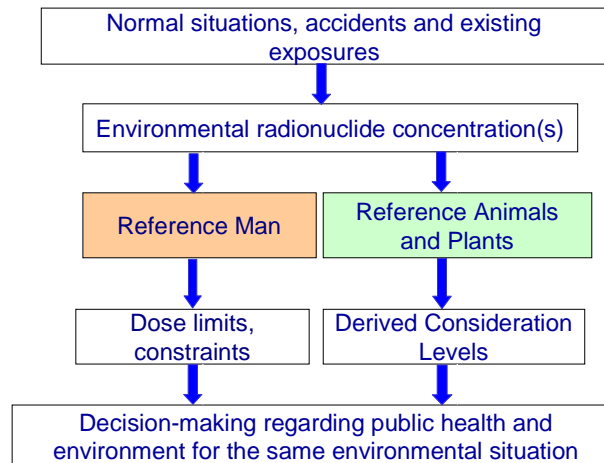 Normal situations, accidents and existing
exposures
Environmental radionuclide concentration(s)
Reference Man
Reference Animals
and Plants
Dose limits,
constraints
Derived Consideration
Levels
Decision-making regarding public health and
environment for the same environmental situation